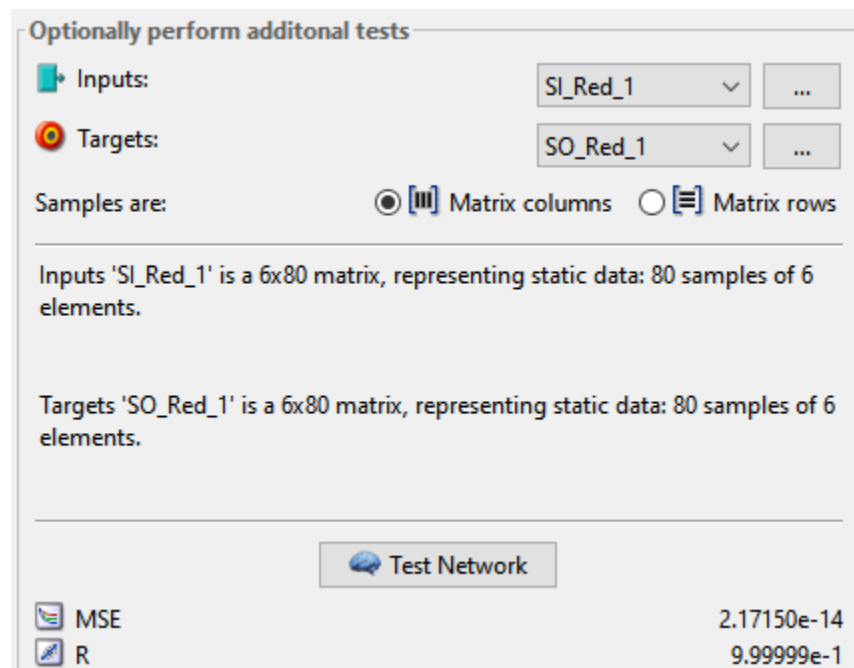 Optionally perform additonal tests
Inputs:
SI_Red_1
...
Targets:
SO_Red_1
...
Samples are:
Matrix columns
Matrix rows
Inputs 'SI_Red_1' is a 6x80 matrix, representing static data: 80 samples of 6
elements.
Targets 'SO_Red_1' is a 6x80 matrix, representing static data: 80 samples of 6
elements.
Test Network
MSE
2.17150e-14
R
9.99999e-1